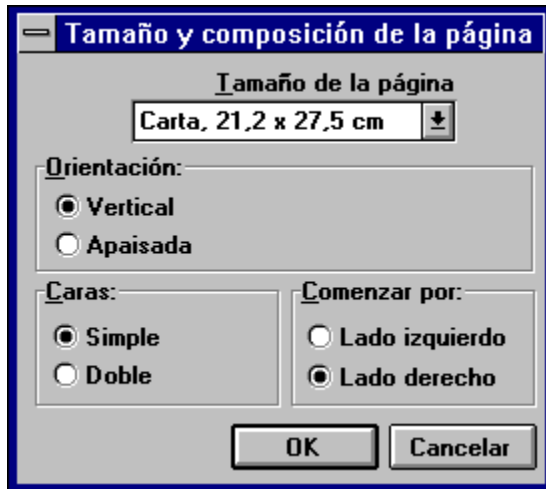 Tamaño y composición de la página
Tamaño de la página
Carta, 21,2 x 27,5 cm
Orientación:
Vertical
Apaisada
Caras:
Simple
Doble
Comenzar por:
Lado izquierdo
Lado derecho
OK
Cancelar